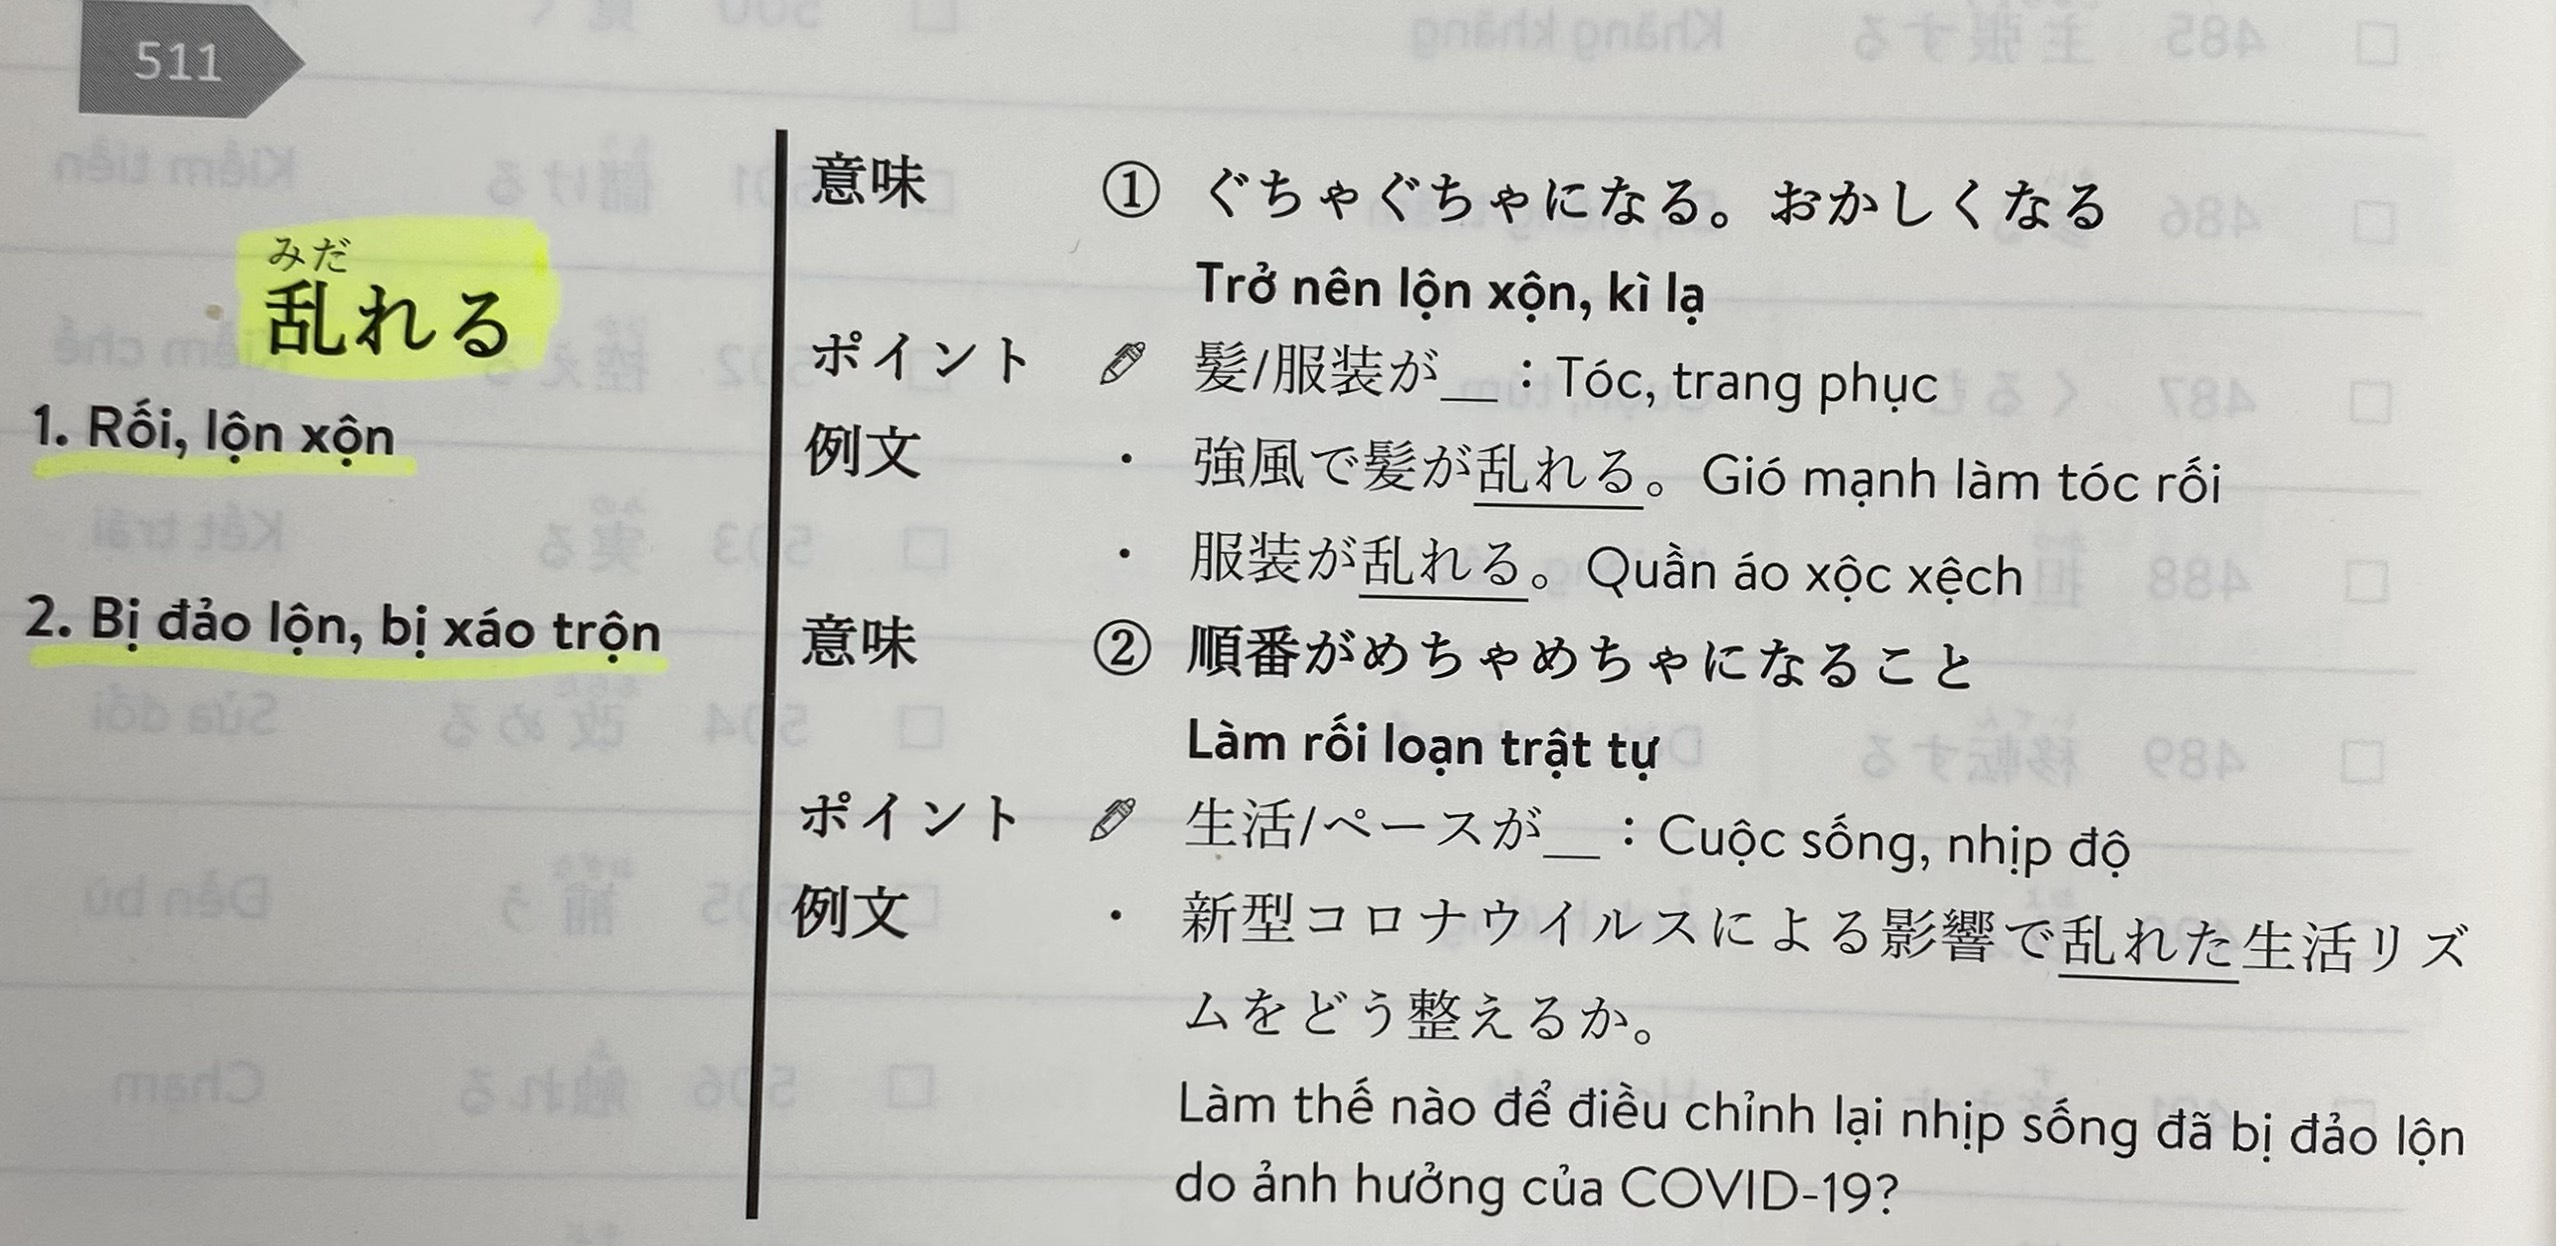 511
みだ
乱れる
1. Rối, lộn xộn
2. Bị đảo lộn, bị xáo trộn
意味 ① ぐちゃぐちゃになる。おかしくなる
Trở nên lộn xộn, kì lạ
ポイント 髪/服装が__：Tóc, trang phục
例文 ・ 強風で髪が乱れる。Gió mạnh làm tóc rối
・ 服装が乱れる。Quần áo xộc xệch
意味 ② 順番がめちゃめちゃになること
Làm rối loạn trật tự
ポイント 生活/ペースが__：Cuộc sống, nhịp độ
例文 ・ 新型コロナウイルスによる影響で乱れた生活リズ
ムをどう整えるか。
Làm thế nào để điều chỉnh lại nhịp sống đã bị đảo lộn
do ảnh hưởng của COVID-19?